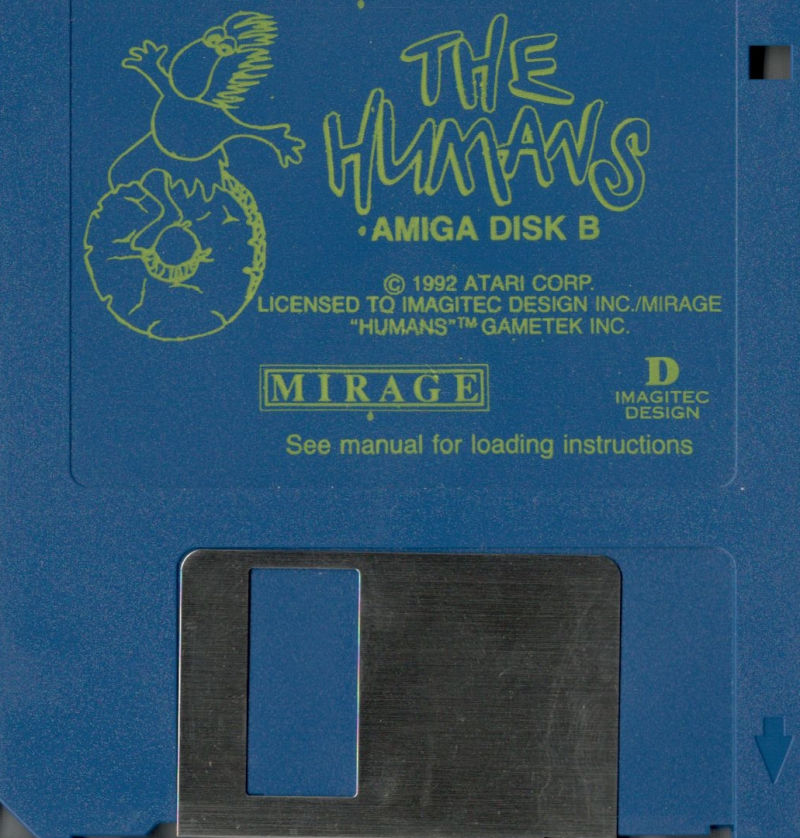 THE
HUMANS
AMIGA DISK B
© 1992 ATARI CORP.
LICENSED TO IMAGITEC DESIGN INC./MIRAGE
"HUMANS"™ GAMETEK INC.
MIRAGE
D
IMAGITEC
DESIGN
See manual for loading instructions